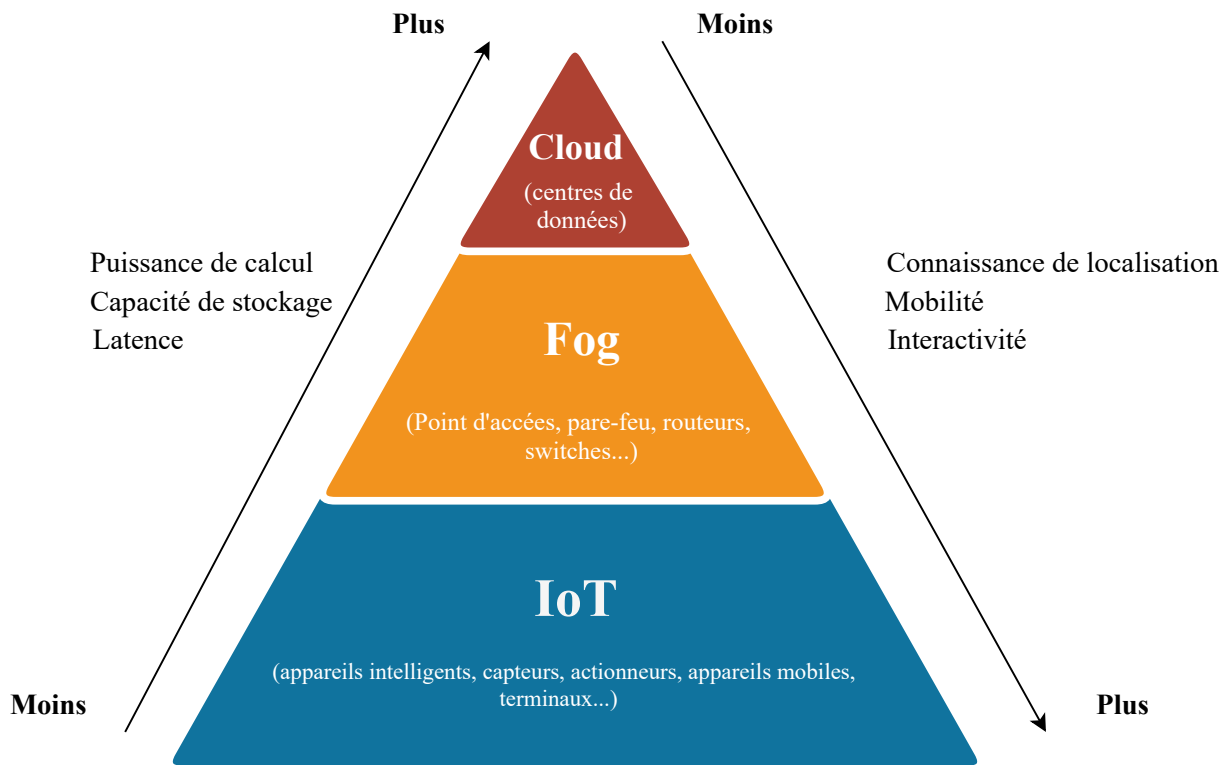 Plus
Moins
Cloud
(centres de
données)
Puissance de calcul
Capacité de stockage
Latence
Connaissance de localisation
Mobilité
Interactivité
Fog
(Point d'accées, pare-feu, routeurs,
switches...)
IoT
(appareils intelligents, capteurs, actionneurs, appareils mobiles,
terminaux...)
Moins
Plus